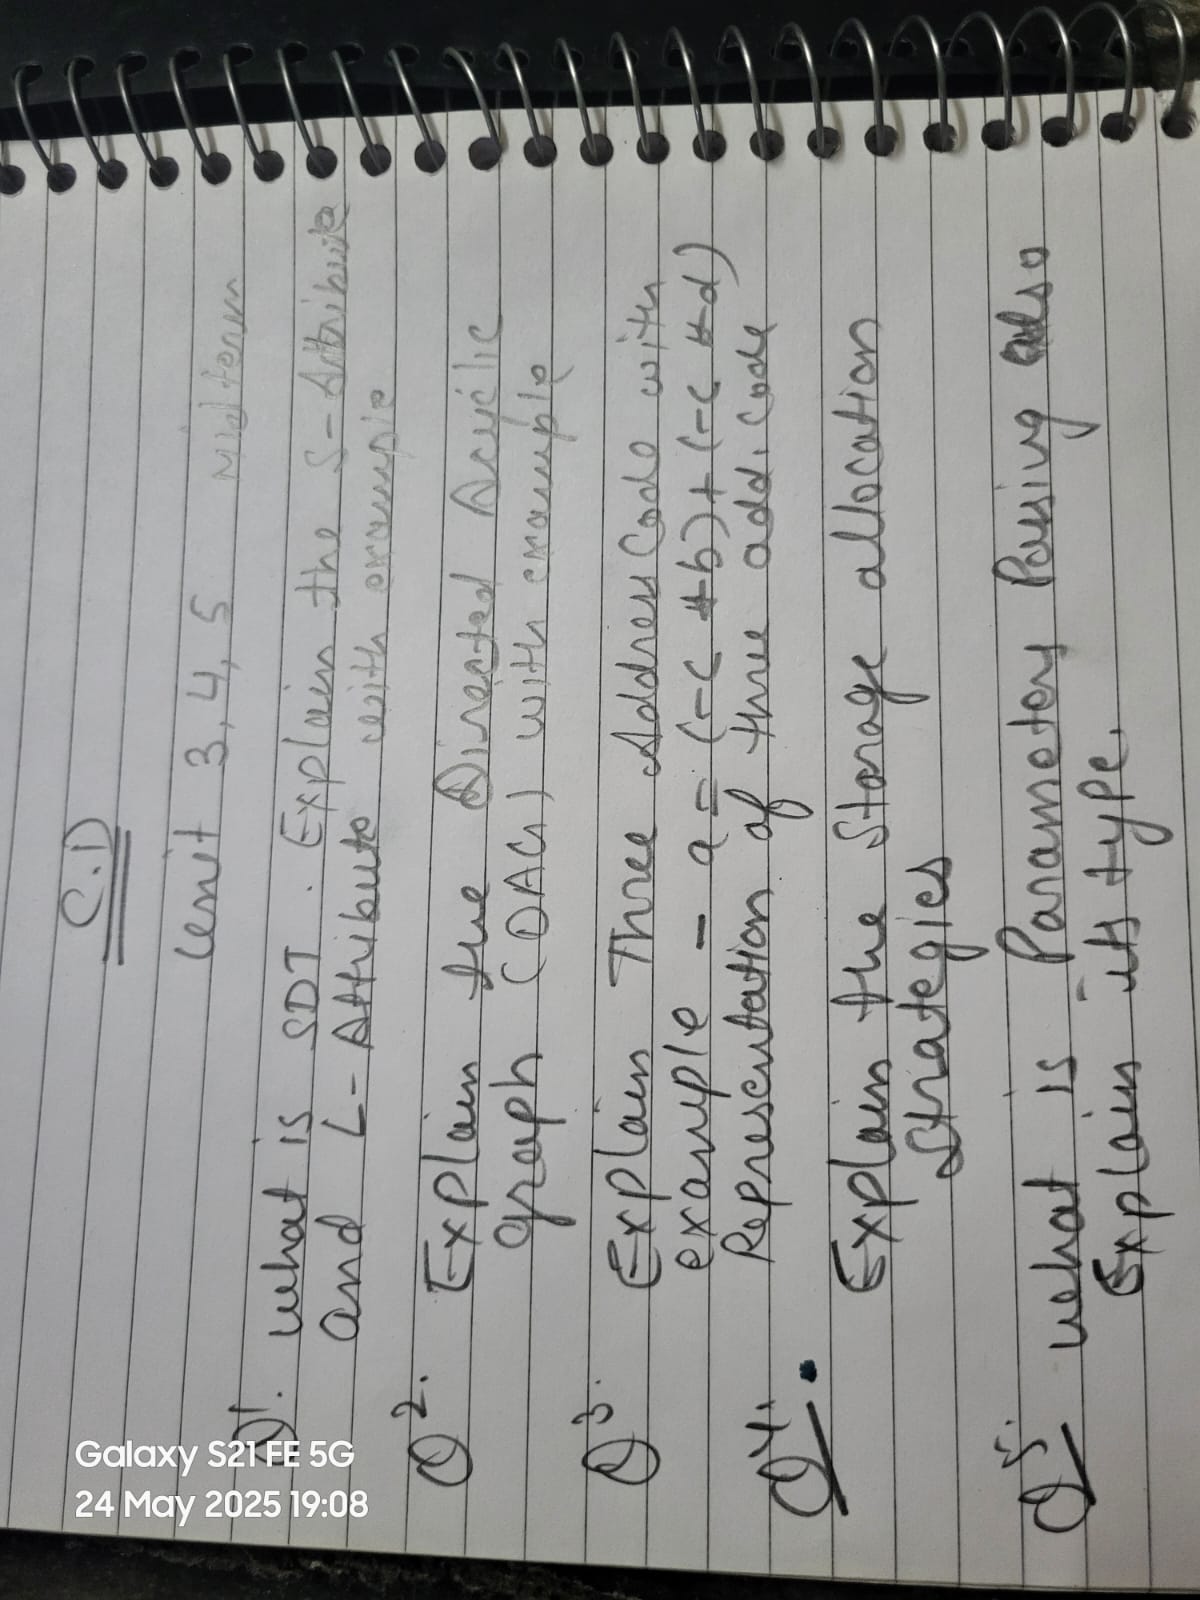 C.D
Unit 3, 4, 5 Mid term
Q1. what is SDT. Explain the S-Attribute
and L-Attribute with example
Q2. Explain the Directed Acyclic
graph (DAG) with example
Q3. Explain Three Address Code with
example - a = (-c * b) + (-c * d)
Representation of three add. code
Q4. Explain the Storage allocation
Strategies
Q5. what is Parameter Passing also
Explain its type.
Galaxy S21 FE 5G
24 May 2025 19:08